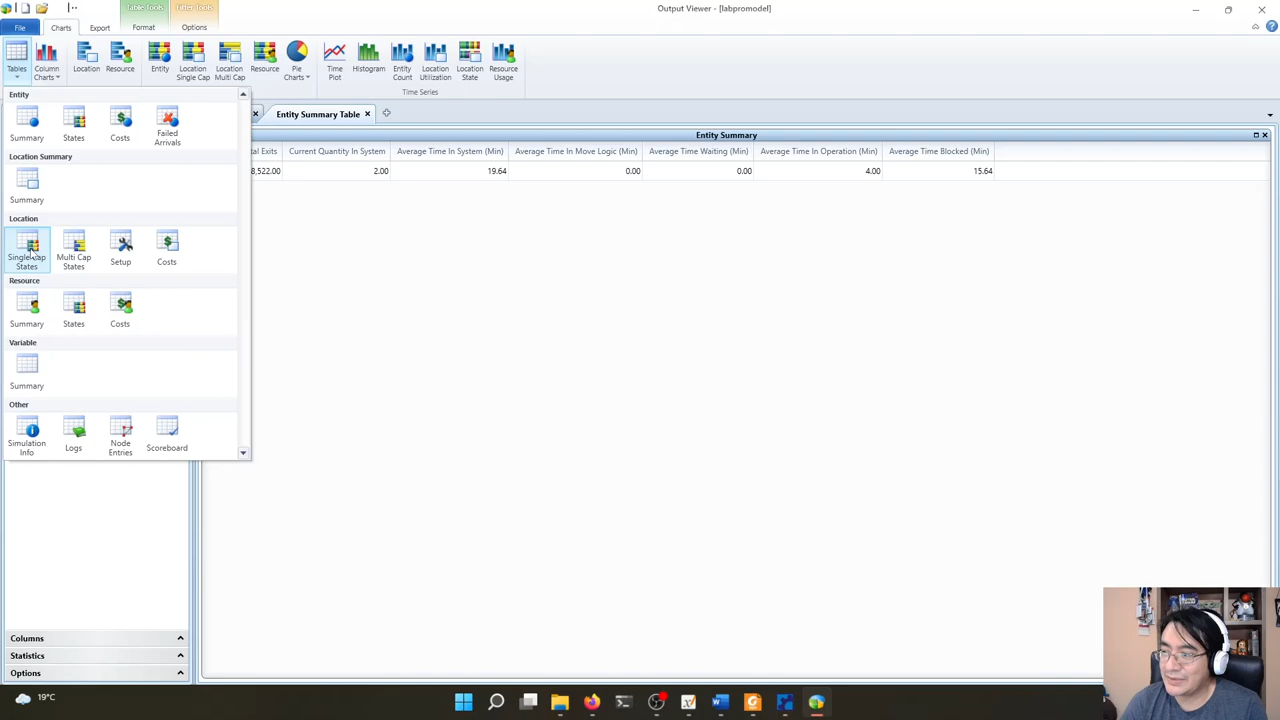 Table Tools
Filter Tools
Output Viewer - [labpromodel]
File
Charts
Export
Format
Options
Tables
Column Charts
Location
Resource
Entity
Location Single Cap
Location Multi Cap
Resource
Pie Charts
Time Plot
Histogram
Entity Count
Location Utilization
Location State
Resource Usage
Time Series
Entity
Summary
States
Costs
Failed Arrivals
Location Summary
Summary
Location
Single Cap States
Multi Cap States
Setup
Costs
Resource
Summary
States
Costs
Variable
Summary
Other
Simulation Info
Logs
Node Entries
Scoreboard
Entity Summary Table
Entity Summary
Exits
Current Quantity In System
Average Time In System (Min)
Average Time In Move Logic (Min)
Average Time Waiting (Min)
Average Time In Operation (Min)
Average Time Blocked (Min)
8,522.00
2.00
19.64
0.00
0.00
4.00
15.64
Columns
Statistics
Options
19°C